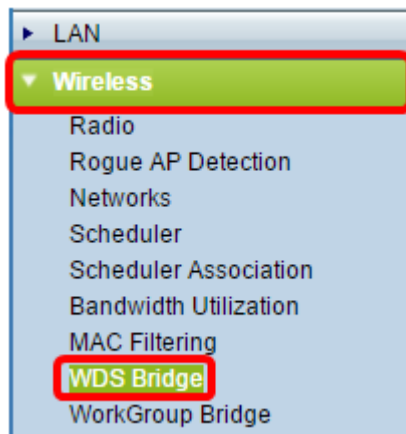 LAN
Wireless
Radio
Rogue AP Detection
Networks
Scheduler
Scheduler Association
Bandwidth Utilization
MAC Filtering
WDS Bridge
WorkGroup Bridge